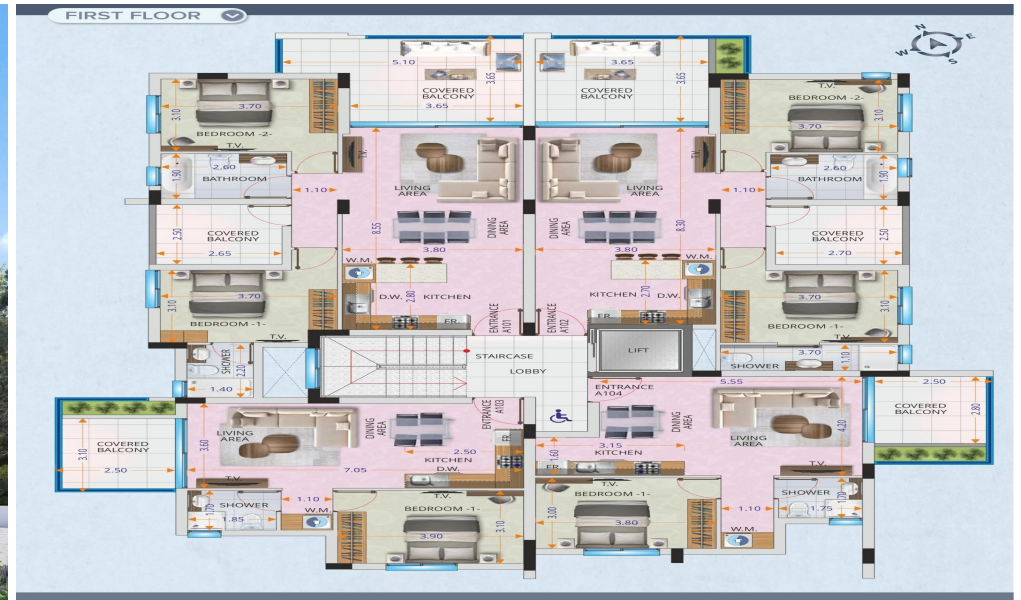 FIRST FLOOR
N
E
W
S
5.10
3.65
3.65
COVERED
BALCONY
3.65
COVERED
BALCONY
3.65
3.10
3.70
BEDROOM -2-
T.V.
T.V.
BEDROOM -2-
3.70
3.10
T.V.
T.V.
1.90
2.60
BATHROOM
1.10
LIVING
AREA
LIVING
AREA
1.10
2.60
BATHROOM
1.90
2.50
COVERED
BALCONY
2.65
8.55
DINING
AREA
3.80
DINING
AREA
3.80
8.30
COVERED
BALCONY
2.70
2.50
W.M.
W.M.
3.10
3.70
BEDROOM -1-
T.V.
D.W.
2.80
KITCHEN
FR.
ENTRANCE
A101
ENTRANCE
A102
KITCHEN
2.70
D.W.
FR.
3.70
BEDROOM -1-
T.V.
3.10
SHOWER
2.20
1.40
STAIRCASE
LOBBY
LIFT
SHOWER
3.70
1.10
ENTRANCE
A103
ENTRANCE
A104
5.55
2.50
COVERED
BALCONY
2.80
COVERED
BALCONY
3.10
2.50
3.60
LIVING
AREA
7.05
DINING
AREA
2.50
KITCHEN
D.W.
FR.
3.15
KITCHEN
1.60
FR.
DINING
AREA
LIVING
AREA
4.20
T.V.
T.V.
SHOWER
1.70
1.85
1.10
W.M.
T.V.
BEDROOM -1-
3.90
3.10
T.V.
BEDROOM -1-
3.80
3.00
1.10
W.M.
SHOWER
1.70
1.75